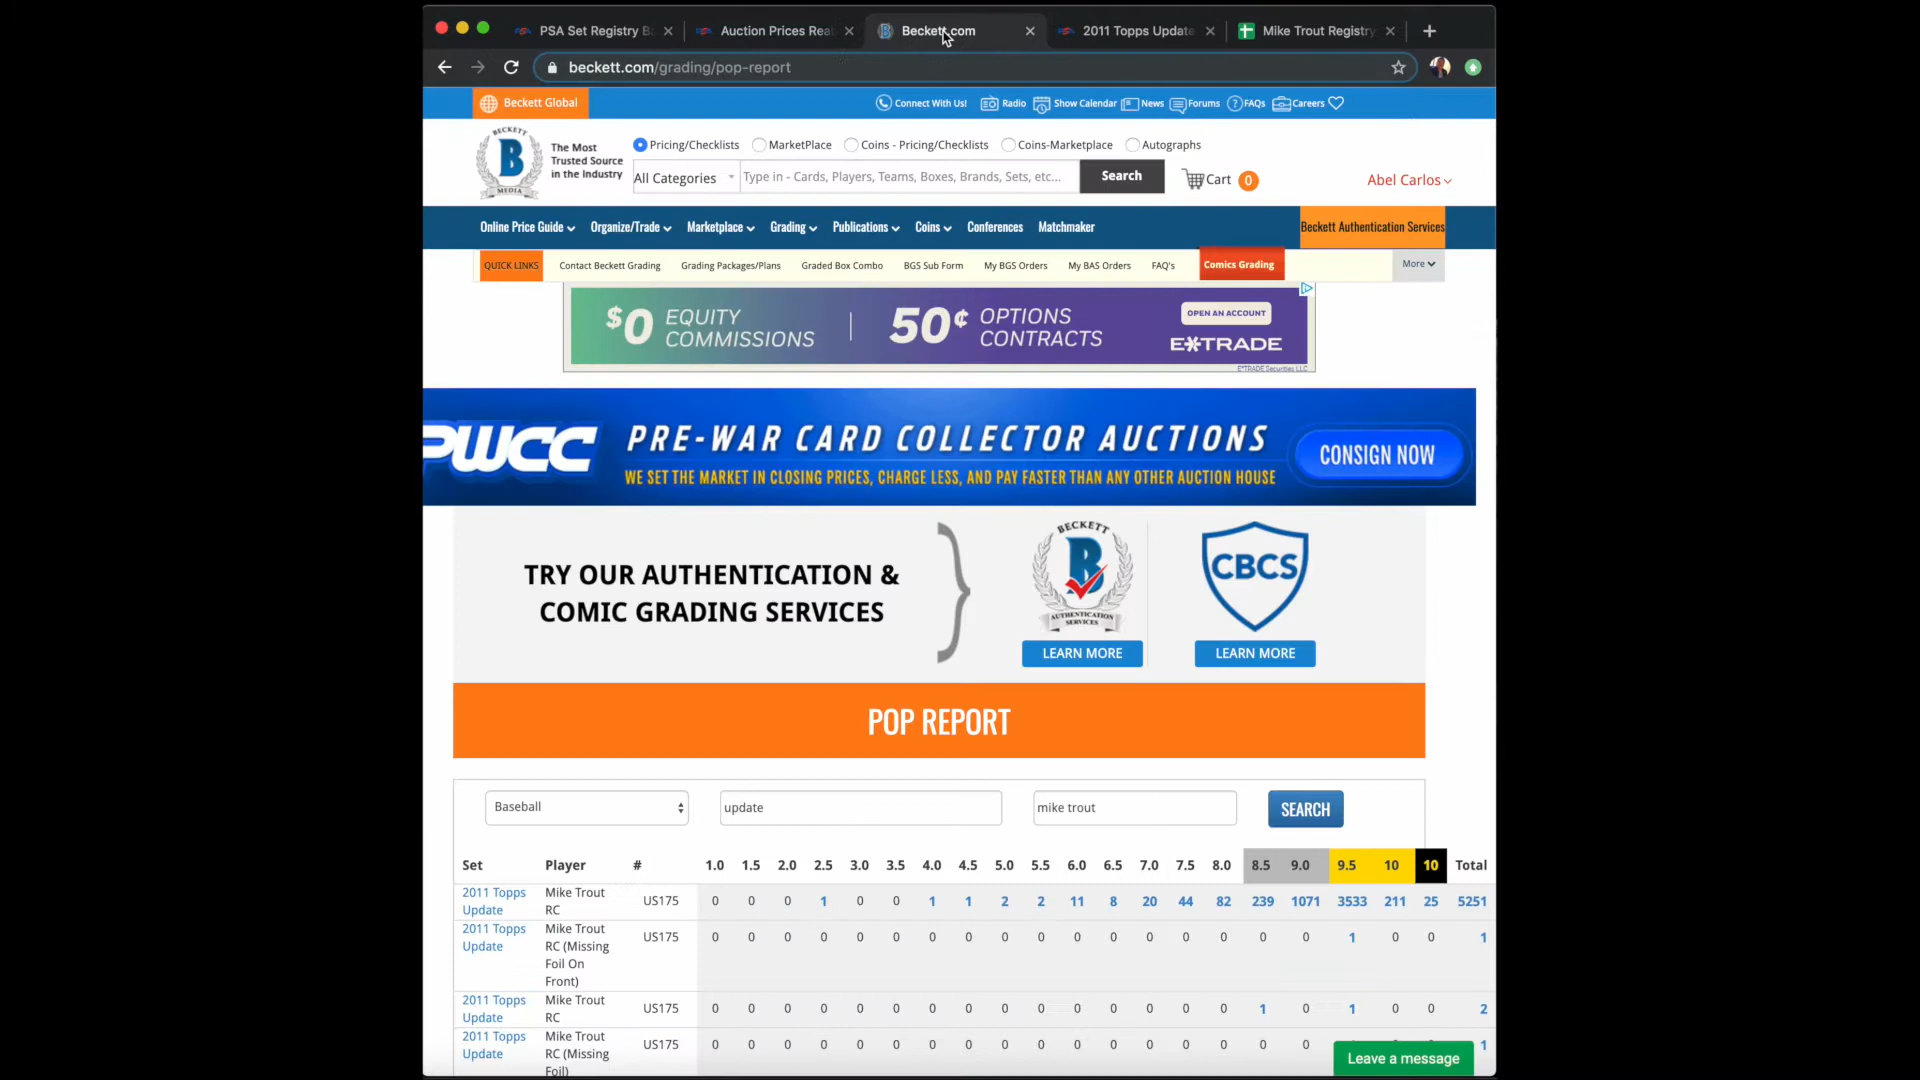 PSA Set Registry B
Auction Prices Rea
Beckett.com
2011 Topps Update
Mike Trout Registry
beckett.com/grading/pop-report
Beckett Global
Connect With Us!
Radio
Show Calendar
News
Forums
FAQs
Careers
BECKETT
B
MEDIA
The Most
Trusted Source
in the Industry
Pricing/Checklists
MarketPlace
Coins - Pricing/Checklists
Coins-Marketplace
Autographs
All Categories
Type in - Cards, Players, Teams, Boxes, Brands, Sets, etc...
Search
Cart 0
Abel Carlos
Online Price Guide
Organize/Trade
Marketplace
Grading
Publications
Coins
Conferences
Matchmaker
Beckett Authentication Services
QUICK LINKS
Contact Beckett Grading
Grading Packages/Plans
Graded Box Combo
BGS Sub Form
My BGS Orders
My BAS Orders
FAQ's
Comics Grading
More
$0 EQUITY
COMMISSIONS
50¢ OPTIONS
CONTRACTS
OPEN AN ACCOUNT
E*TRADE
E*TRADE Securities LLC
PWCC
PRE-WAR CARD COLLECTOR AUCTIONS
WE SET THE MARKET IN CLOSING PRICES, CHARGE LESS, AND PAY FASTER THAN ANY OTHER AUCTION HOUSE
CONSIGN NOW
TRY OUR AUTHENTICATION &
COMIC GRADING SERVICES
BECKETT
B
AUTHENTICATION
SERVICES
LEARN MORE
CBCS
LEARN MORE
POP REPORT
Baseball
update
mike trout
SEARCH
Set Player # 1.0 1.5 2.0 2.5 3.0 3.5 4.0 4.5 5.0 5.5 6.0 6.5 7.0 7.5 8.0 8.5 9.0 9.5 10 10 Total
2011 Topps Update Mike Trout RC US175 0 0 0 1 0 0 1 1 2 2 11 8 20 44 82 239 1071 3533 211 25 5251
2011 Topps Update Mike Trout RC (Missing Foil On Front) US175 0 0 0 0 0 0 0 0 0 0 0 0 0 0 0 0 0 1 0 0 1
2011 Topps Update Mike Trout RC US175 0 0 0 0 0 0 0 0 0 0 0 0 0 0 0 1 0 1 0 0 2
2011 Topps Update Mike Trout RC (Missing Foil) US175 0 0 0 0 0 0 0 0 0 0 0 0 0 0 0 0 0 1
Leave a message